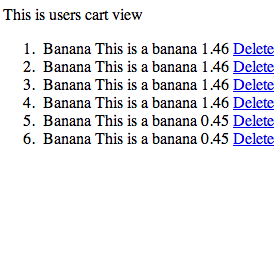 This is users cart view
1. Banana This is a banana 1.46 Delete
2. Banana This is a banana 1.46 Delete
3. Banana This is a banana 1.46 Delete
4. Banana This is a banana 1.46 Delete
5. Banana This is a banana 0.45 Delete
6. Banana This is a banana 0.45 Delete